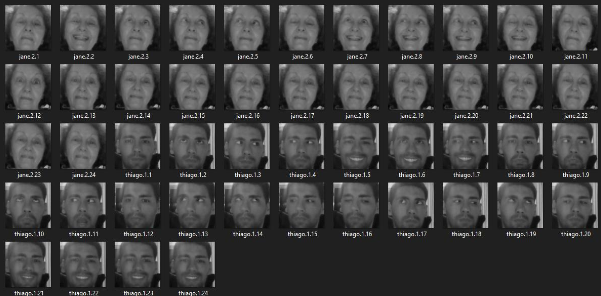 jane.2.1 jane.2.2 jane.2.3 jane.2.4 jane.2.5 jane.2.6 jane.2.7 jane.2.8 jane.2.9 jane.2.10 jane.2.11
jane.2.12 jane.2.13 jane.2.14 jane.2.15 jane.2.16 jane.2.17 jane.2.18 jane.2.19 jane.2.20 jane.2.21 jane.2.22
jane.2.23 jane.2.24 thiago.1.1 thiago.1.2 thiago.1.3 thiago.1.4 thiago.1.5 thiago.1.6 thiago.1.7 thiago.1.8 thiago.1.9
thiago.1.10 thiago.1.11 thiago.1.12 thiago.1.13 thiago.1.14 thiago.1.15 thiago.1.16 thiago.1.17 thiago.1.18 thiago.1.19 thiago.1.20
thiago.1.21 thiago.1.22 thiago.1.23 thiago.1.24